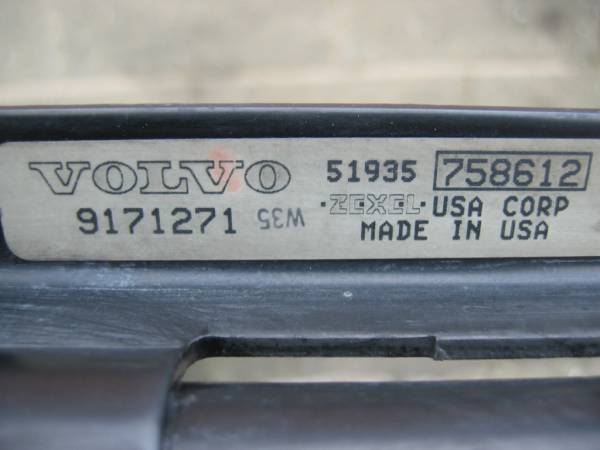 VOLVO 51935 758612
9171271 W35 ·ZEXEL· USA CORP
MADE IN USA